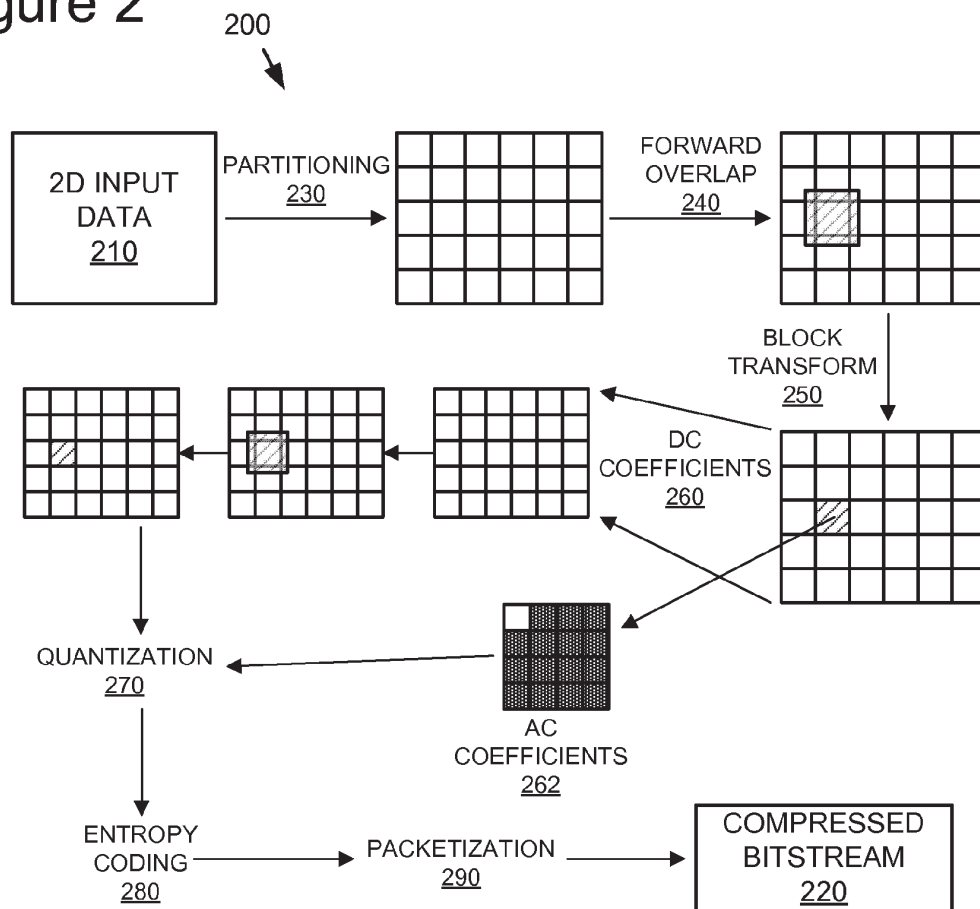 gure 2
200
2D INPUT
DATA
210
PARTITIONING
230
FORWARD
OVERLAP
240
BLOCK
TRANSFORM
250
DC
COEFFICIENTS
260
QUANTIZATION
270
AC
COEFFICIENTS
262
ENTROPY
CODING
280
PACKETIZATION
290
COMPRESSED
BITSTREAM
220